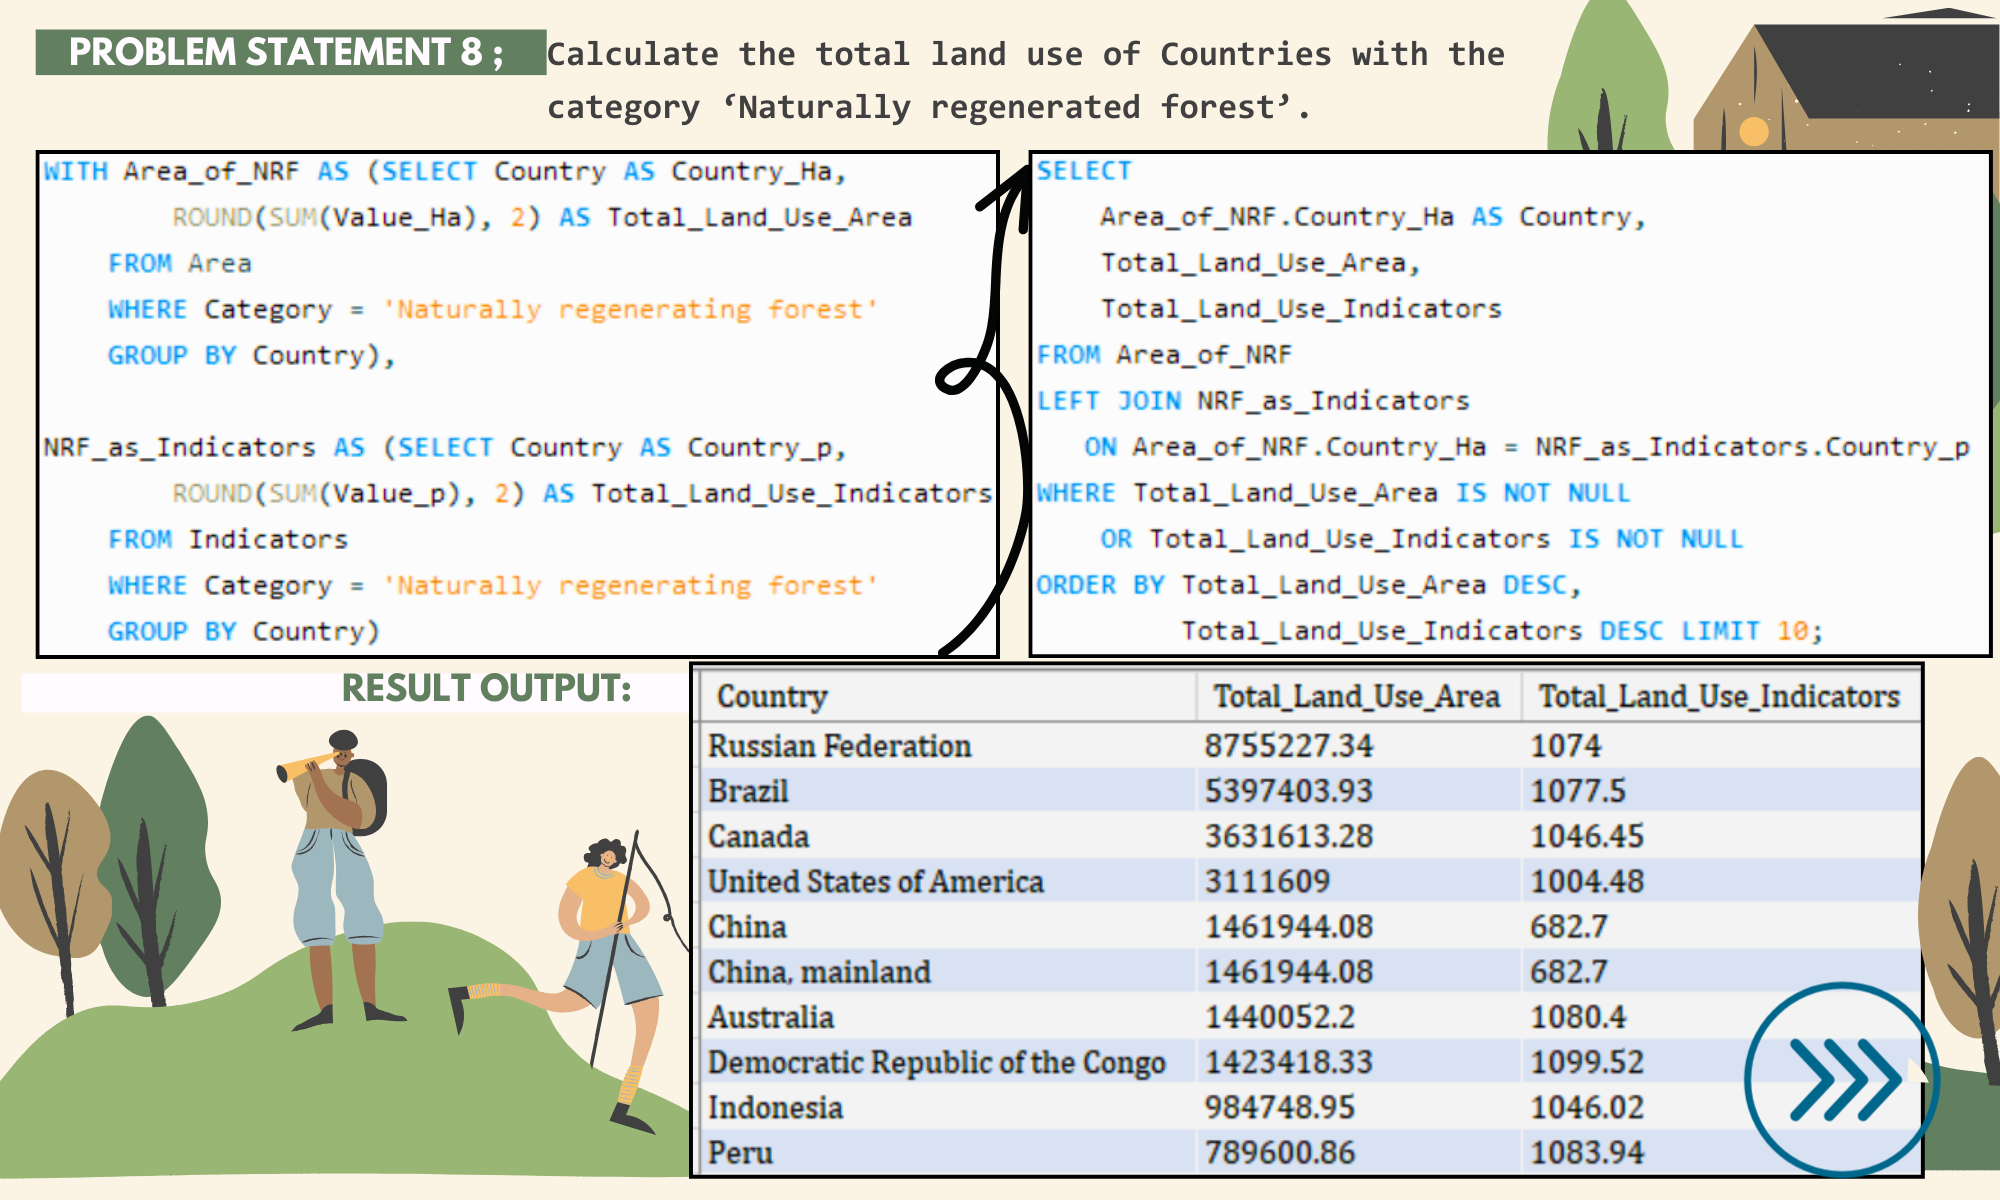 PROBLEM STATEMENT 8 ;
Calculate the total land use of Countries with the
category ‘Naturally regenerated forest’.
WITH Area_of_NRF AS (SELECT Country AS Country_Ha,
ROUND(SUM(Value_Ha), 2) AS Total_Land_Use_Area
FROM Area
WHERE Category = 'Naturally regenerating forest'
GROUP BY Country),
NRF_as_Indicators AS (SELECT Country AS Country_p,
ROUND(SUM(Value_p), 2) AS Total_Land_Use_Indicators
FROM Indicators
WHERE Category = 'Naturally regenerating forest'
GROUP BY Country)
SELECT
Area_of_NRF.Country_Ha AS Country,
Total_Land_Use_Area,
Total_Land_Use_Indicators
FROM Area_of_NRF
LEFT JOIN NRF_as_Indicators
ON Area_of_NRF.Country_Ha = NRF_as_Indicators.Country_p
WHERE Total_Land_Use_Area IS NOT NULL
OR Total_Land_Use_Indicators IS NOT NULL
ORDER BY Total_Land_Use_Area DESC,
Total_Land_Use_Indicators DESC LIMIT 10;
RESULT OUTPUT:
Country Total_Land_Use_Area Total_Land_Use_Indicators
Russian Federation 8755227.34 1074
Brazil 5397403.93 1077.5
Canada 3631613.28 1046.45
United States of America 3111609 1004.48
China 1461944.08 682.7
China, mainland 1461944.08 682.7
Australia 1440052.2 1080.4
Democratic Republic of the Congo 1423418.33 1099.52
Indonesia 984748.95 1046.02
Peru 789600.86 1083.94